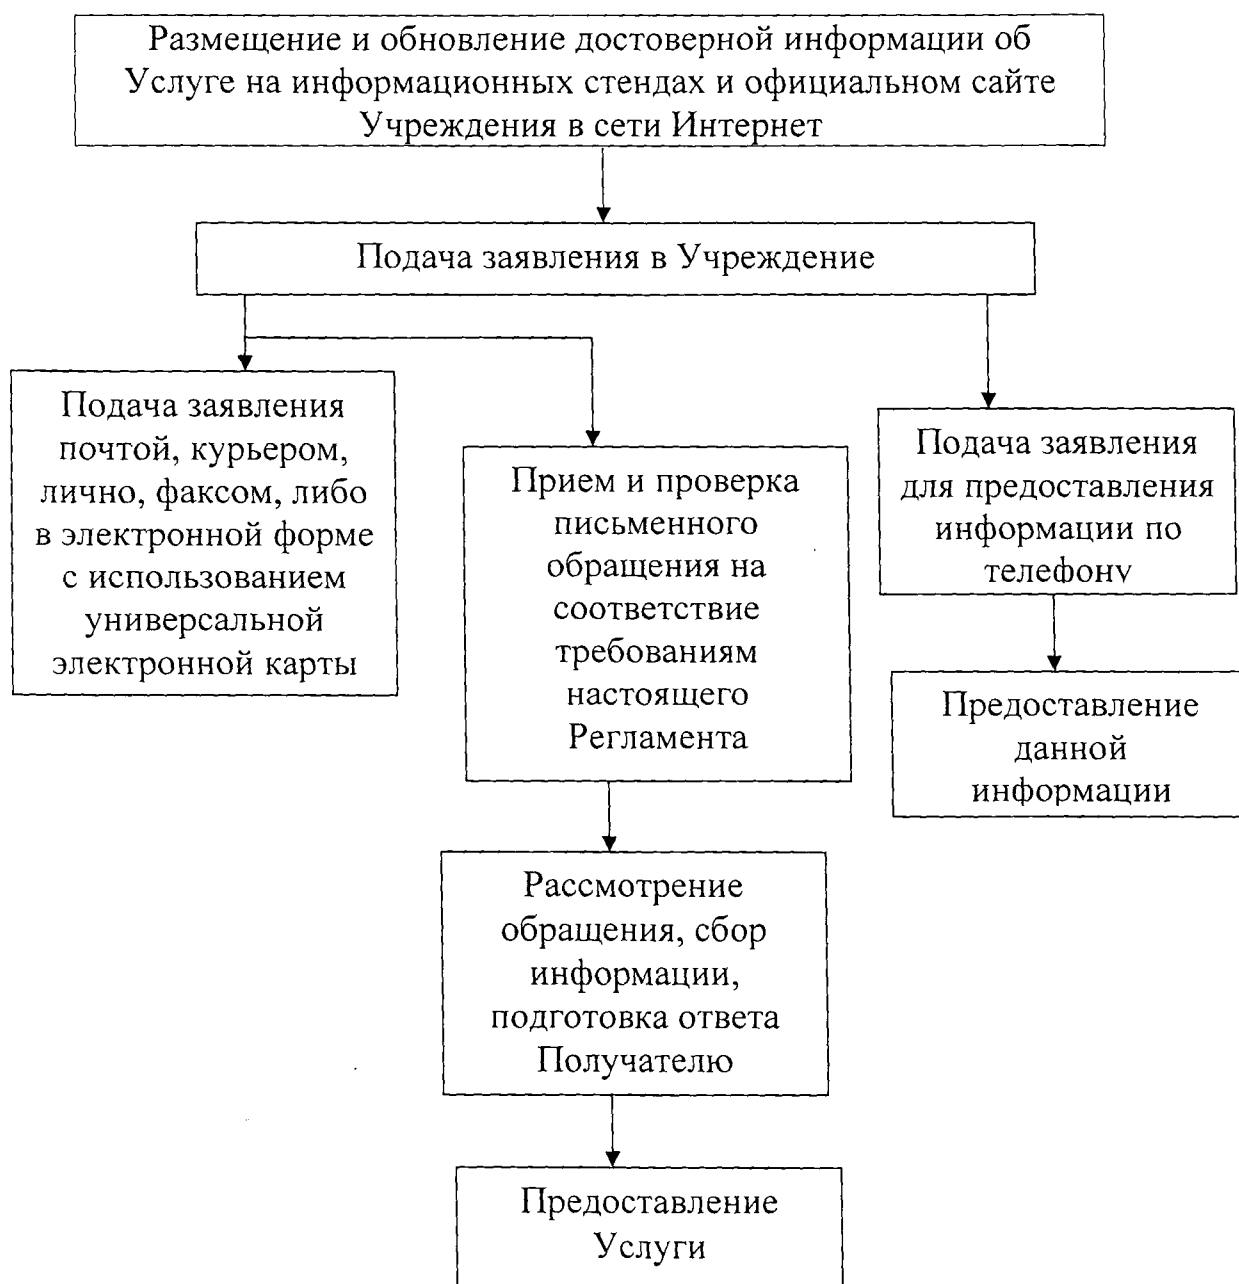 Размещение и обновление достоверной информации об
Услуге на информационных стендах и официальном сайте
Учреждения в сети Интернет
Подача заявления в Учреждение
Подача заявления
почтой, курьером,
лично, факсом, либо
в электронной форме
с использованием
универсальной
электронной карты
Прием и проверка
письменного
обращения на
соответствие
требованиям
настоящего
Регламента
Подача заявления
для предоставления
информации по
телефону
Предоставление
данной
информации
Рассмотрение
обращения, сбор
информации,
подготовка ответа
Получателю
Предоставление
Услуги